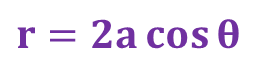 r = 2a cos θ